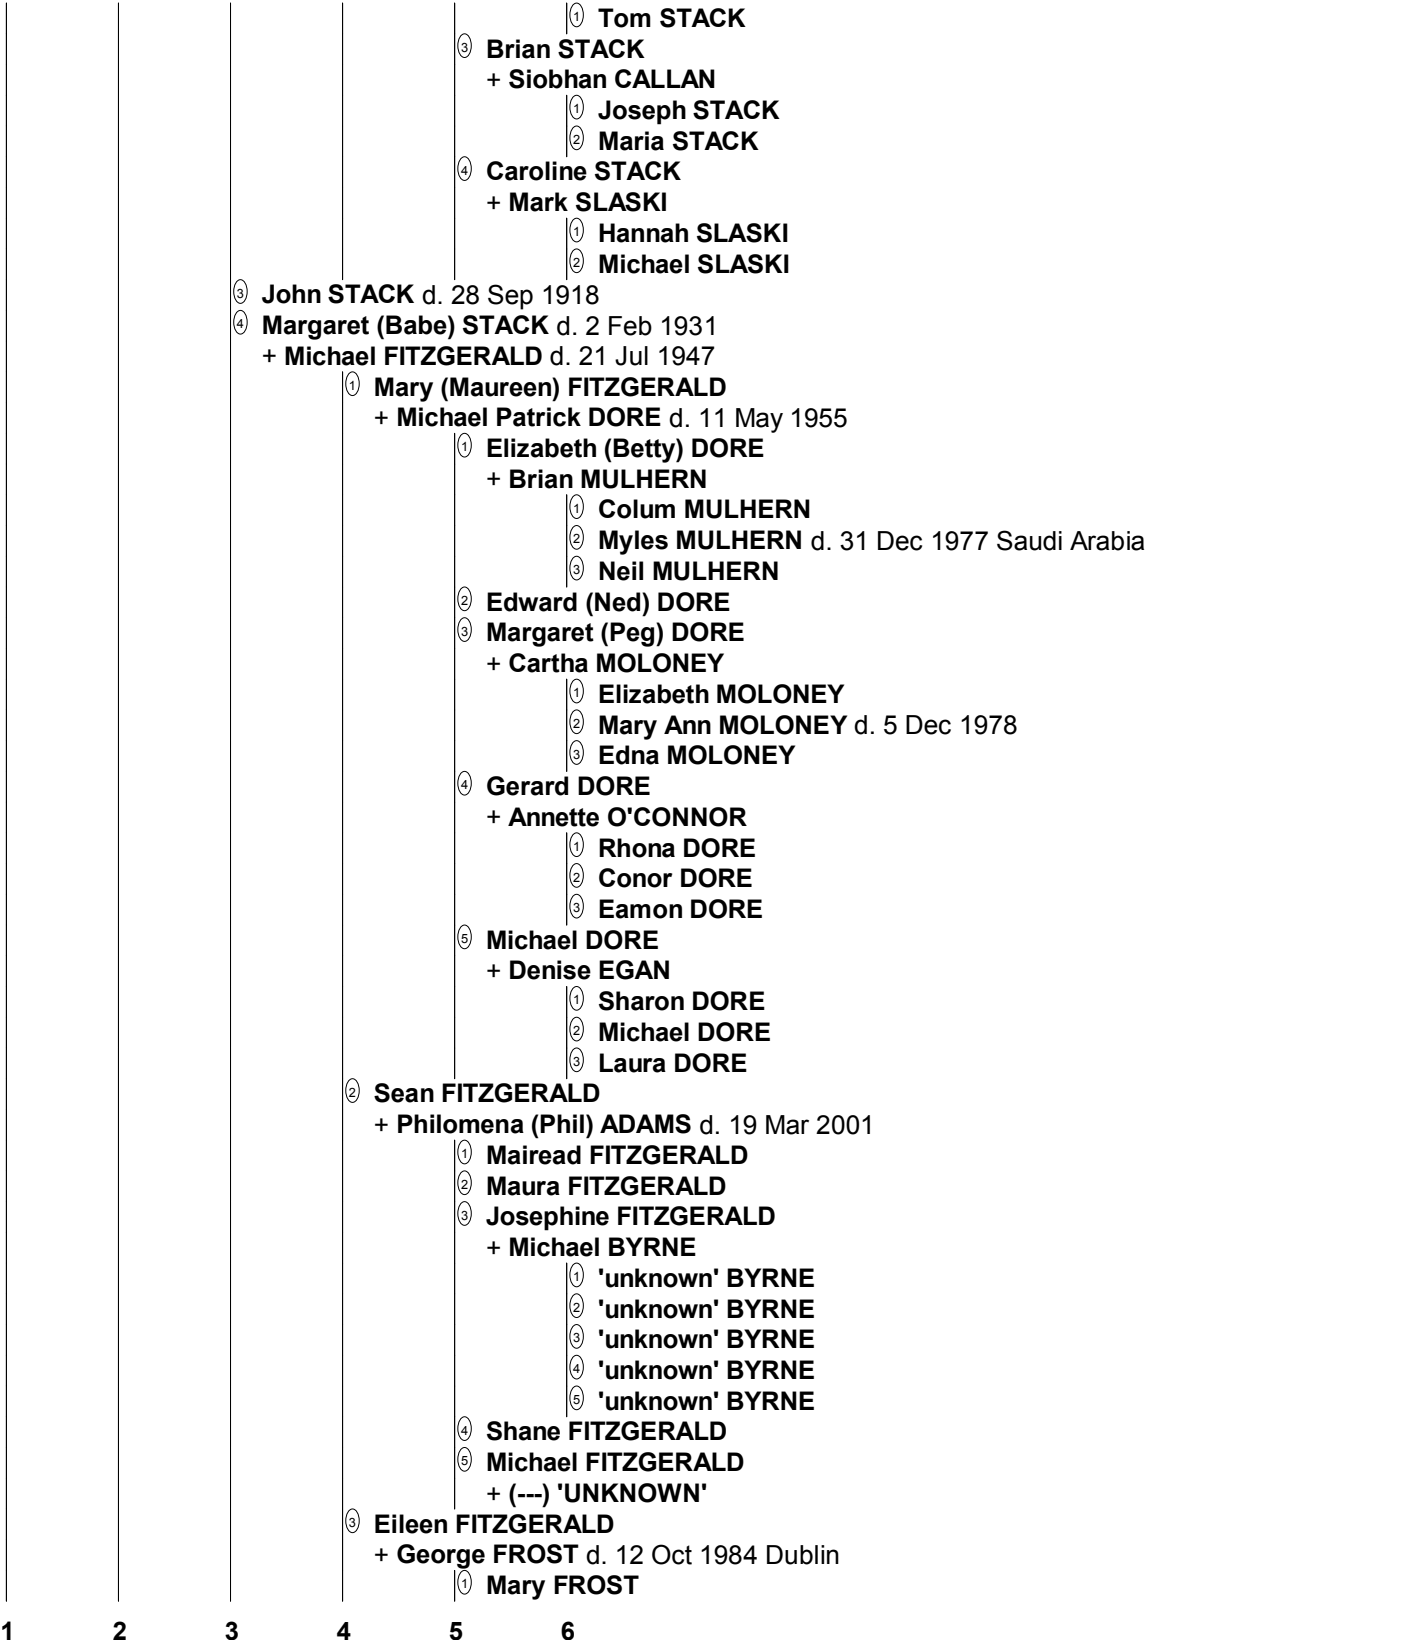 ① Tom STACK
③ Brian STACK
+ Siobhan CALLAN
① Joseph STACK
② Maria STACK
④ Caroline STACK
+ Mark SLASKI
① Hannah SLASKI
② Michael SLASKI
③ John STACK d. 28 Sep 1918
④ Margaret (Babe) STACK d. 2 Feb 1931
+ Michael FITZGERALD d. 21 Jul 1947
① Mary (Maureen) FITZGERALD
+ Michael Patrick DORE d. 11 May 1955
① Elizabeth (Betty) DORE
+ Brian MULHERN
① Colum MULHERN
② Myles MULHERN d. 31 Dec 1977 Saudi Arabia
③ Neil MULHERN
② Edward (Ned) DORE
③ Margaret (Peg) DORE
+ Cartha MOLONEY
① Elizabeth MOLONEY
② Mary Ann MOLONEY d. 5 Dec 1978
③ Edna MOLONEY
④ Gerard DORE
+ Annette O'CONNOR
① Rhona DORE
② Conor DORE
③ Eamon DORE
⑤ Michael DORE
+ Denise EGAN
① Sharon DORE
② Michael DORE
③ Laura DORE
② Sean FITZGERALD
+ Philomena (Phil) ADAMS d. 19 Mar 2001
① Mairead FITZGERALD
② Maura FITZGERALD
③ Josephine FITZGERALD
+ Michael BYRNE
① 'unknown' BYRNE
② 'unknown' BYRNE
③ 'unknown' BYRNE
④ 'unknown' BYRNE
⑤ 'unknown' BYRNE
④ Shane FITZGERALD
⑤ Michael FITZGERALD
+ (---) 'UNKNOWN'
③ Eileen FITZGERALD
+ George FROST d. 12 Oct 1984 Dublin
① Mary FROST
1 2 3 4 5 6